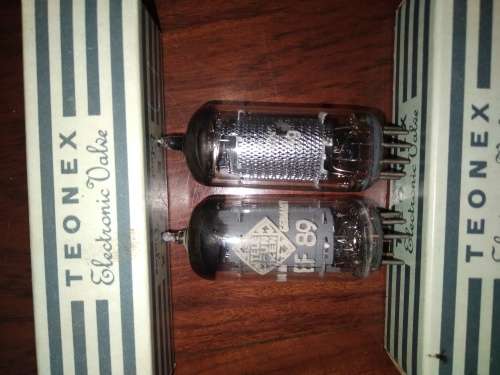 TEONEX
Electronic Valve
EF 89
TEONEX
Electronic Valve